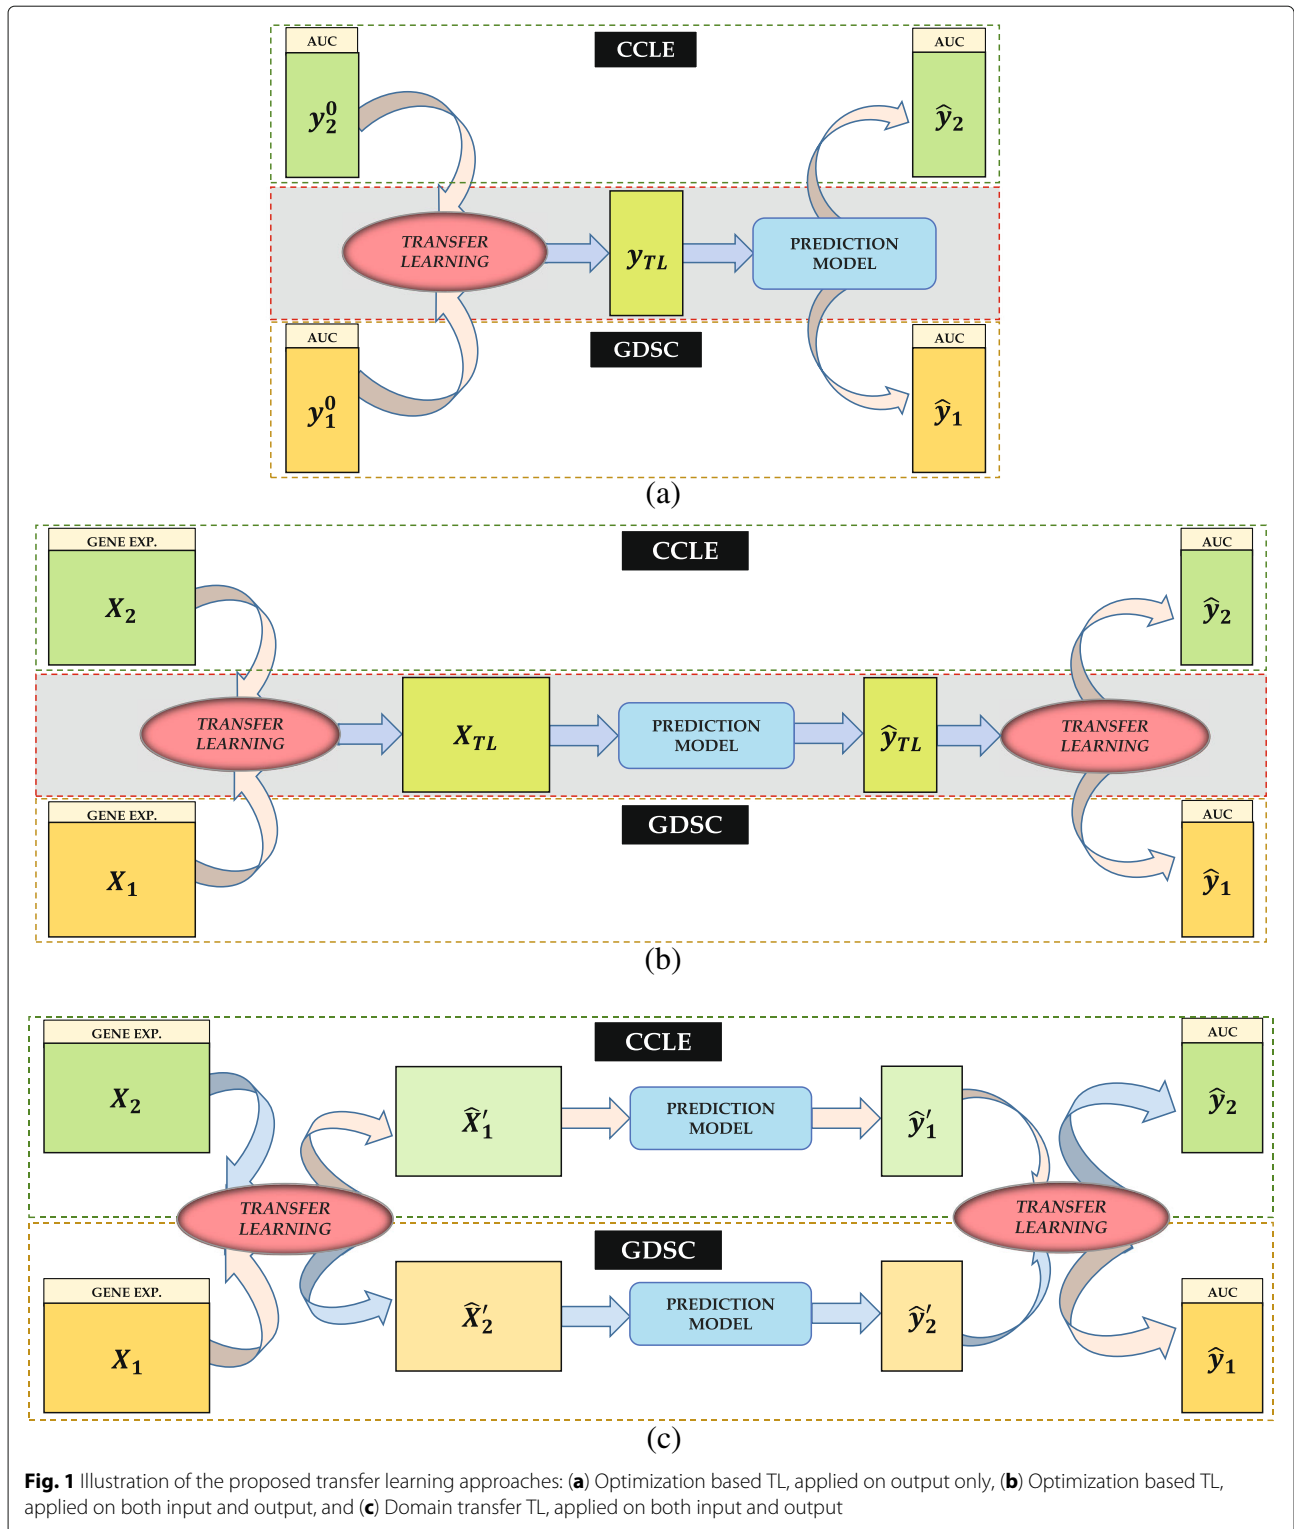 AUC
CCLE
AUC
y₂⁰
ŷ₂
TRANSFER
LEARNING
y_TL
PREDICTION
MODEL
AUC
GDSC
AUC
y₁⁰
ŷ₁
(a)
GENE EXP.
CCLE
AUC
X₂
ŷ₂
TRANSFER
LEARNING
X_TL
PREDICTION
MODEL
ŷ_TL
TRANSFER
LEARNING
GENE EXP.
GDSC
AUC
X₁
ŷ₁
(b)
GENE EXP.
CCLE
AUC
X₂
X̂′₁
PREDICTION
MODEL
ŷ′₁
ŷ₂
TRANSFER
LEARNING
TRANSFER
LEARNING
GDSC
GENE EXP.
AUC
X₁
X̂′₂
PREDICTION
MODEL
ŷ′₂
ŷ₁
(c)
Fig. 1 Illustration of the proposed transfer learning approaches: (a) Optimization based TL, applied on output only, (b) Optimization based TL,
applied on both input and output, and (c) Domain transfer TL, applied on both input and output